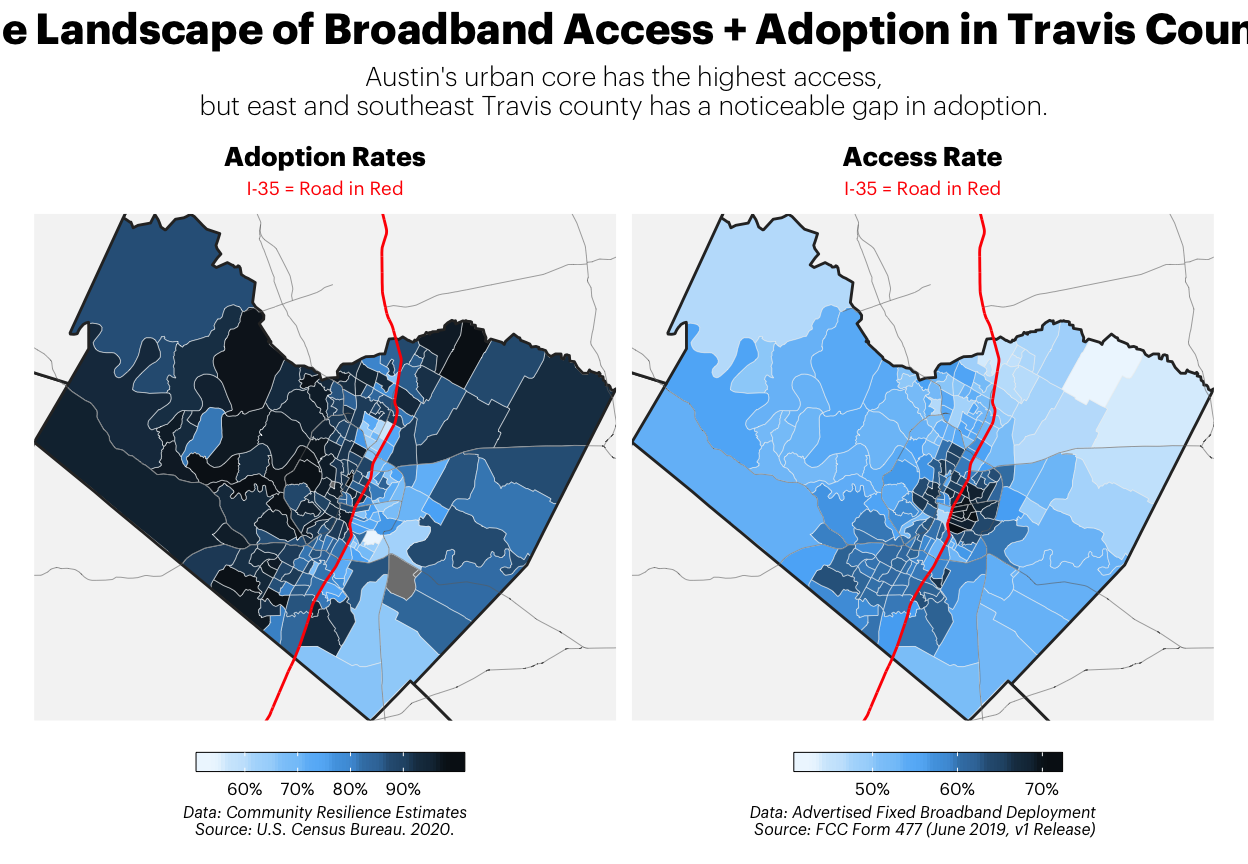 e Landscape of Broadband Access + Adoption in Travis Coun
Austin's urban core has the highest access,
but east and southeast Travis county has a noticeable gap in adoption.
Adoption Rates
I-35 = Road in Red
60% 70% 80% 90%
Data: Community Resilience Estimates
Source: U.S. Census Bureau. 2020.
Access Rate
I-35 = Road in Red
50% 60% 70%
Data: Advertised Fixed Broadband Deployment
Source: FCC Form 477 (June 2019, v1 Release)